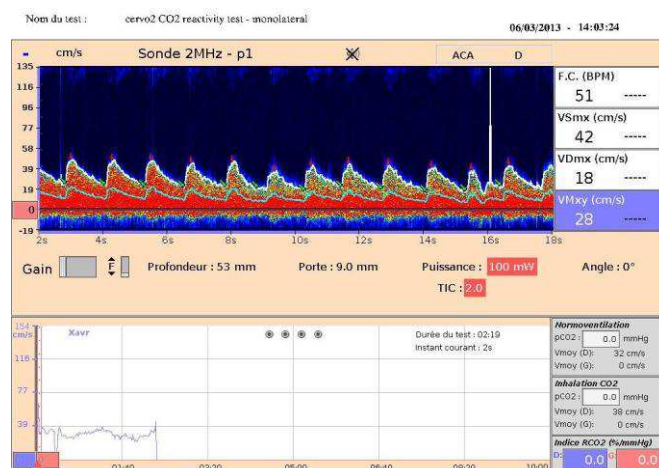 Nom du test : cervo2 CO2 reactivity test - monolateral
06/03/2013 - 14:03:24
- cm/s Sonde 2MHz - p1 ACA D
135
116
96
77
58
39
19
0
-19
2s 4s 6s 8s 10s 12s 14s 16s 18s
F.C. (BPM)
51 -----
VSmx (cm/s)
42 -----
VDmx (cm/s)
18 -----
VMxy (cm/s)
28 -----
Gain F Profondeur : 53 mm Porte : 9.0 mm Puissance : 100 mW Angle : 0°
TIC : 2.0
154
cm/s
116
77
39
Xavr
Durée du test : 02:19
Instant courant : 2s
01:40 03:20 05:00 06:40 08:20 10:00
Normoventilation
pCO2 : 0.0 mmHg
Vmoy (D): 32 cm/s
Vmoy (G): 0 cm/s
Inhalation CO2
pCO2 : 0.0 mmHg
Vmoy (D): 38 cm/s
Vmoy (G): 0 cm/s
Indice RCO2 (%/mmHg)
D: 0.0 G: 0.0